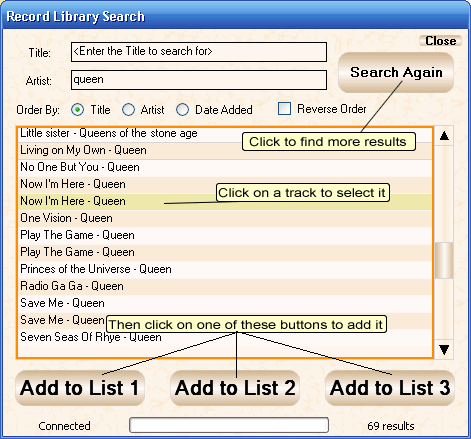 Record Library Search
Close
Title: <Enter the Title to search for>
Artist: queen
Search Again
Order By: Title Artist Date Added Reverse Order
Little sister - Queens of the stone age
Click to find more results
Living on My Own - Queen
No One But You - Queen
Now I'm Here - Queen
Click on a track to select it
Now I'm Here - Queen
One Vision - Queen
Play The Game - Queen
Play The Game - Queen
Princes of the Universe - Queen
Radio Ga Ga - Queen
Save Me - Queen
Save Me - Queen
Then click on one of these buttons to add it
Seven Seas Of Rhye - Queen
Add to List 1 Add to List 2 Add to List 3
Connected 69 results